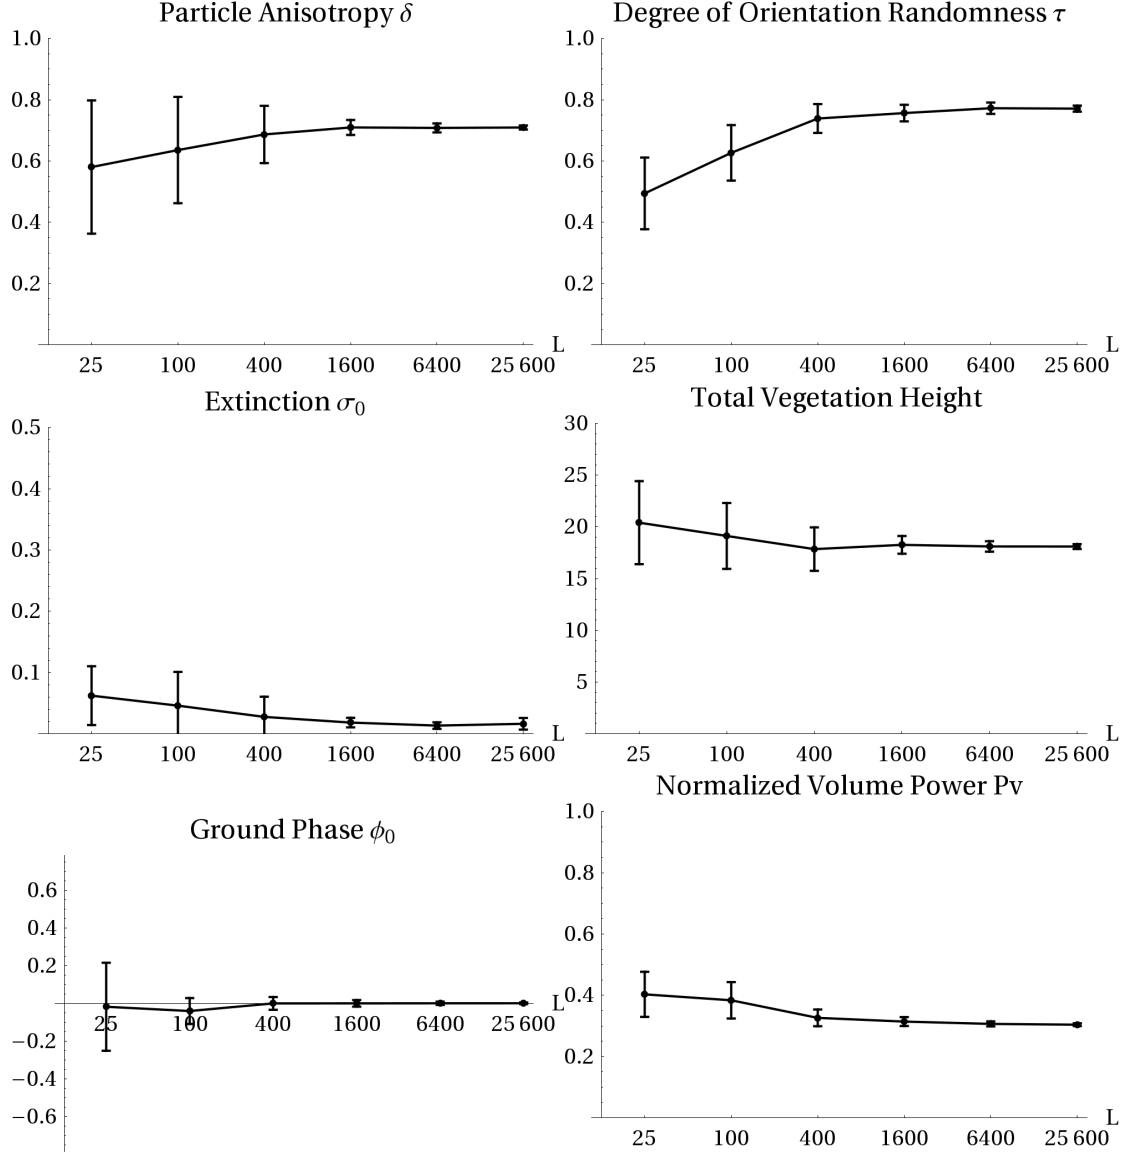 Particle Anisotropy δ
1.0
0.8
0.6
0.4
0.2
25 100 400 1600 6400 25 600 L
Degree of Orientation Randomness τ
1.0
0.8
0.6
0.4
0.2
25 100 400 1600 6400 25 600 L
Extinction σ0
0.5
0.4
0.3
0.2
0.1
25 100 400 1600 6400 25 600 L
Total Vegetation Height
30
25
20
15
10
5
25 100 400 1600 6400 25 600 L
Ground Phase ϕ0
0.6
0.4
0.2
25 100 400 1600 6400 25 600 L
−0.2
−0.4
−0.6
Normalized Volume Power Pv
1.0
0.8
0.6
0.4
0.2
25 100 400 1600 6400 25 600 L